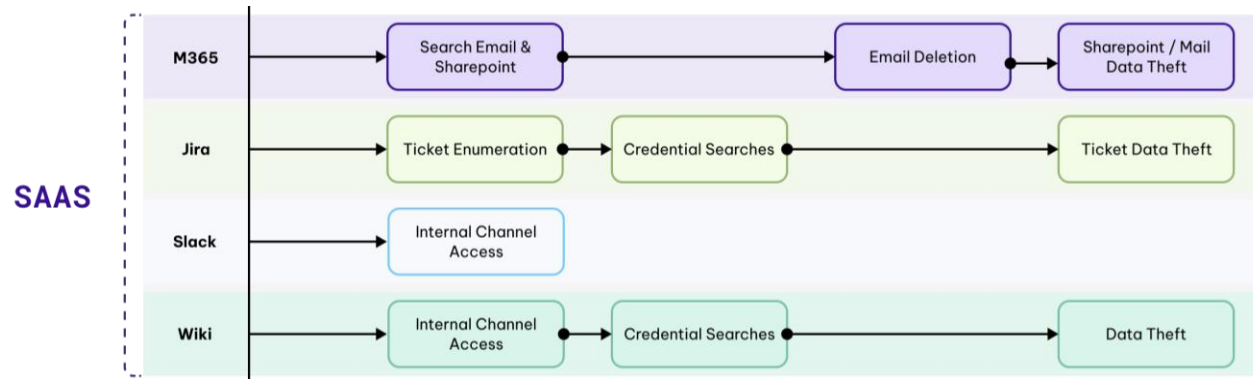 SAAS
M365
Search Email &
Sharepoint
Email Deletion
Sharepoint / Mail
Data Theft
Jira
Ticket Enumeration
Credential Searches
Ticket Data Theft
Slack
Internal Channel
Access
Wiki
Internal Channel
Access
Credential Searches
Data Theft